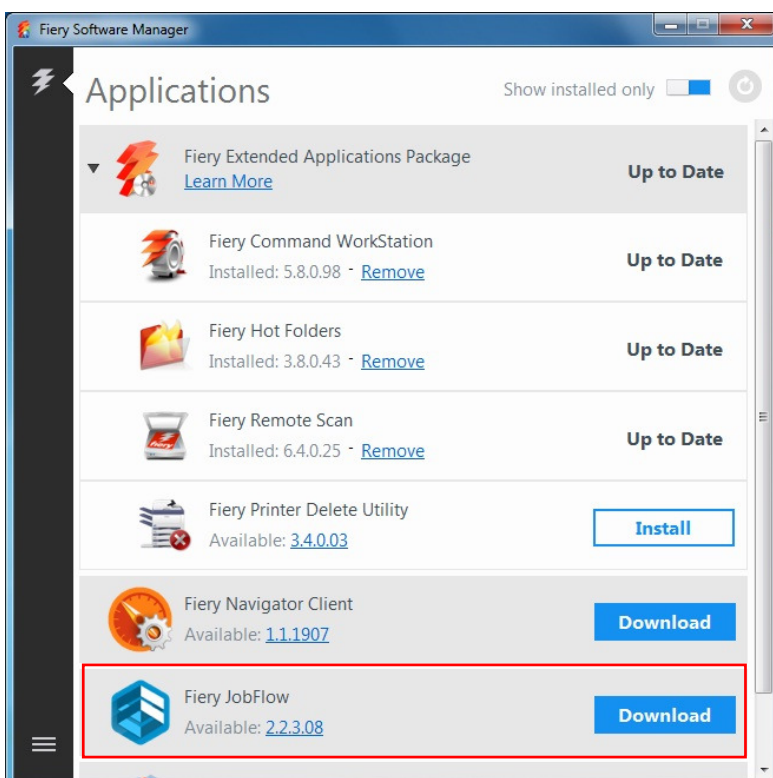 Fiery Software Manager
Applications
Show installed only
Fiery Extended Applications Package
Learn More
Up to Date
Fiery Command WorkStation
Installed: 5.8.0.98 - Remove
Up to Date
Fiery Hot Folders
Installed: 3.8.0.43 - Remove
Up to Date
Fiery Remote Scan
Installed: 6.4.0.25 - Remove
Up to Date
Fiery Printer Delete Utility
Available: 3.4.0.03
Install
Fiery Navigator Client
Available: 1.1.1907
Download
Fiery JobFlow
Available: 2.2.3.08
Download